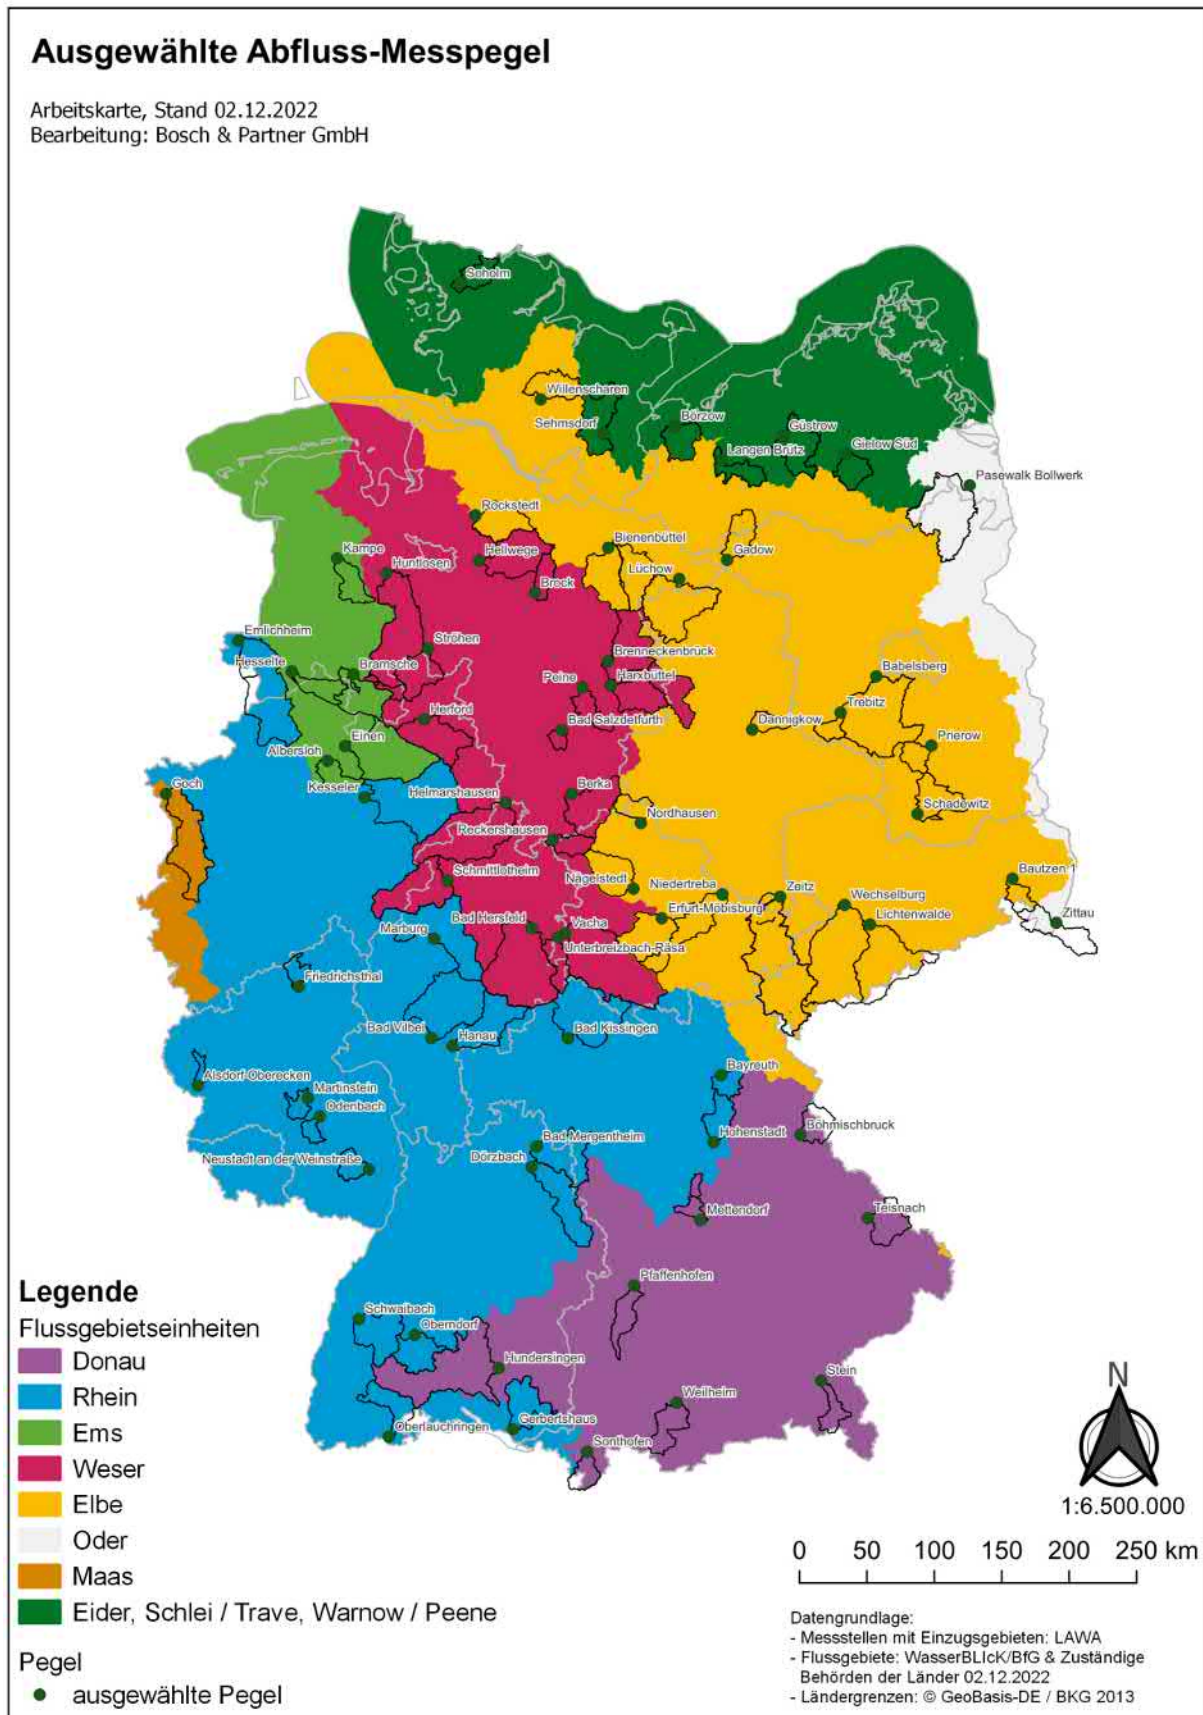 Ausgewählte Abfluss-Messpegel
Arbeitskarte, Stand 02.12.2022
Bearbeitung: Bosch & Partner GmbH
Soholm
Willenscharen
Sehmsdorf
Börzow
Güstrow
Langen Brütz
Gielow Süd
Pasewalk Bollwerk
Rockstedt
Bienenbüttel
Hellwege
Gadow
Kampe
Huntlosen
Lüchow
Brock
Emlichheim
Ströhen
Hesselte
Bramsche
Brenneckenbrück
Babelsberg
Peine
Harxbüttel
Trebitz
Herford
Bad Salzdetfurth
Dannigkow
Einen
Prierow
Albersloh
Kesseler
Goch
Helmarshausen
Berka
Schadewitz
Nordhausen
Reckershausen
Schmittlotheim
Nägelstedt
Niedertreba
Zeitz
Wechselburg
Bautzen 1
Bad Hersfeld
Vacha
Erfurt-Möbisburg
Lichtenwalde
Zittau
Marburg
Unterbreizbach-Räsa
Friedrichsthal
Bad Vilbel
Hanau
Bad Kissingen
Alsdorf-Oberecken
Bayreuth
Martinstein
Odenbach
Böhmischbruck
Hohenstadt
Bad Mergentheim
Neustadt an der Weinstraße
Dörzbach
Mettendorf
Teisnach
Pfaffenhofen
Schwaibach
Oberndorf
Hundersingen
Stein
Weilheim
Gerbertshaus
Oberlauchringen
Sonthofen
Legende
Flussgebietseinheiten
Donau
Rhein
Ems
Weser
Elbe
Oder
Maas
Eider, Schlei / Trave, Warnow / Peene
Pegel
ausgewählte Pegel
N
1:6.500.000
0 50 100 150 200 250 km
Datengrundlage:
- Messstellen mit Einzugsgebieten: LAWA
- Flussgebiete: WasserBLIcK/BfG & Zuständige
Behörden der Länder 02.12.2022
- Ländergrenzen: © GeoBasis-DE / BKG 2013